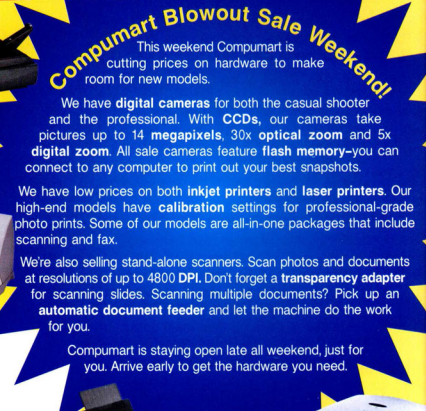 Compumart Blowout Sale Weekend!
This weekend Compumart is
cutting prices on hardware to make
room for new models.
We have digital cameras for both the casual shooter
and the professional. With CCDs, our cameras take
pictures up to 14 megapixels, 30x optical zoom and 5x
digital zoom. All sale cameras feature flash memory–you can
connect to any computer to print out your best snapshots.
We have low prices on both inkjet printers and laser printers. Our
high-end models have calibration settings for professional-grade
photo prints. Some of our models are all-in-one packages that include
scanning and fax.
We're also selling stand-alone scanners. Scan photos and documents
at resolutions of up to 4800 DPI. Don't forget a transparency adapter
for scanning slides. Scanning multiple documents? Pick up an
automatic document feeder and let the machine do the work
for you.
Compumart is staying open late all weekend, just for
you. Arrive early to get the hardware you need.